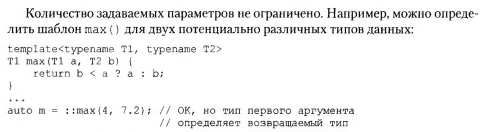 Количество задаваемых параметров не ограничено. Например, можно опреде-
лить шаблон max() для двух потенциально различных типов данных:
template<typename T1, typename T2>
T1 max(T1 a, T2 b) {
    return b < a ? a : b;
}
...
auto m = ::max(4, 7.2); // OK, но тип первого аргумента
                        // определяет возвращаемый тип